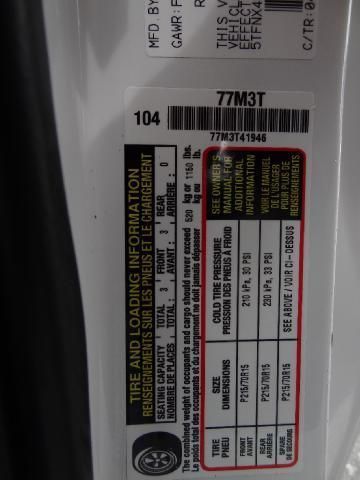 MFD. BY
GAWR: F
THIS V
VEHICL
EFFECT
5TFNX4
C/TR:0
77M3T
104
77M3T41946
TIRE AND LOADING INFORMATION
RENSEIGNEMENTS SUR LES PNEUS ET LE CHARGEMENT
SEATING CAPACITY TOTAL : 3 FRONT : 3 REAR : 0
NOMBRE DE PLACES TOTAL : 3 AVANT : 3 ARRIÈRE : 0
The combined weight of occupants and cargo should never exceed 520 kg or 1150 lbs.
Le poids total des occupants et du chargement ne doit jamais dépasser 520 kg ou 1150 lb.
TIRE SIZE COLD TIRE PRESSURE SEE OWNER'S MANUAL FOR ADDITIONAL INFORMATION
PNEU DIMENSIONS PRESSION DES PNEUS À FROID VOIR LE MANUEL DE L'USAGER POUR PLUS DE RENSEIGNEMENTS
FRONT AVANT P215/70R15 210 kPa, 30 PSI
REAR ARRIÈRE P215/70R15 230 kPa, 33 PSI
SPARE DE SECOURS P215/70R15 SEE ABOVE / VOIR CI-DESSUS